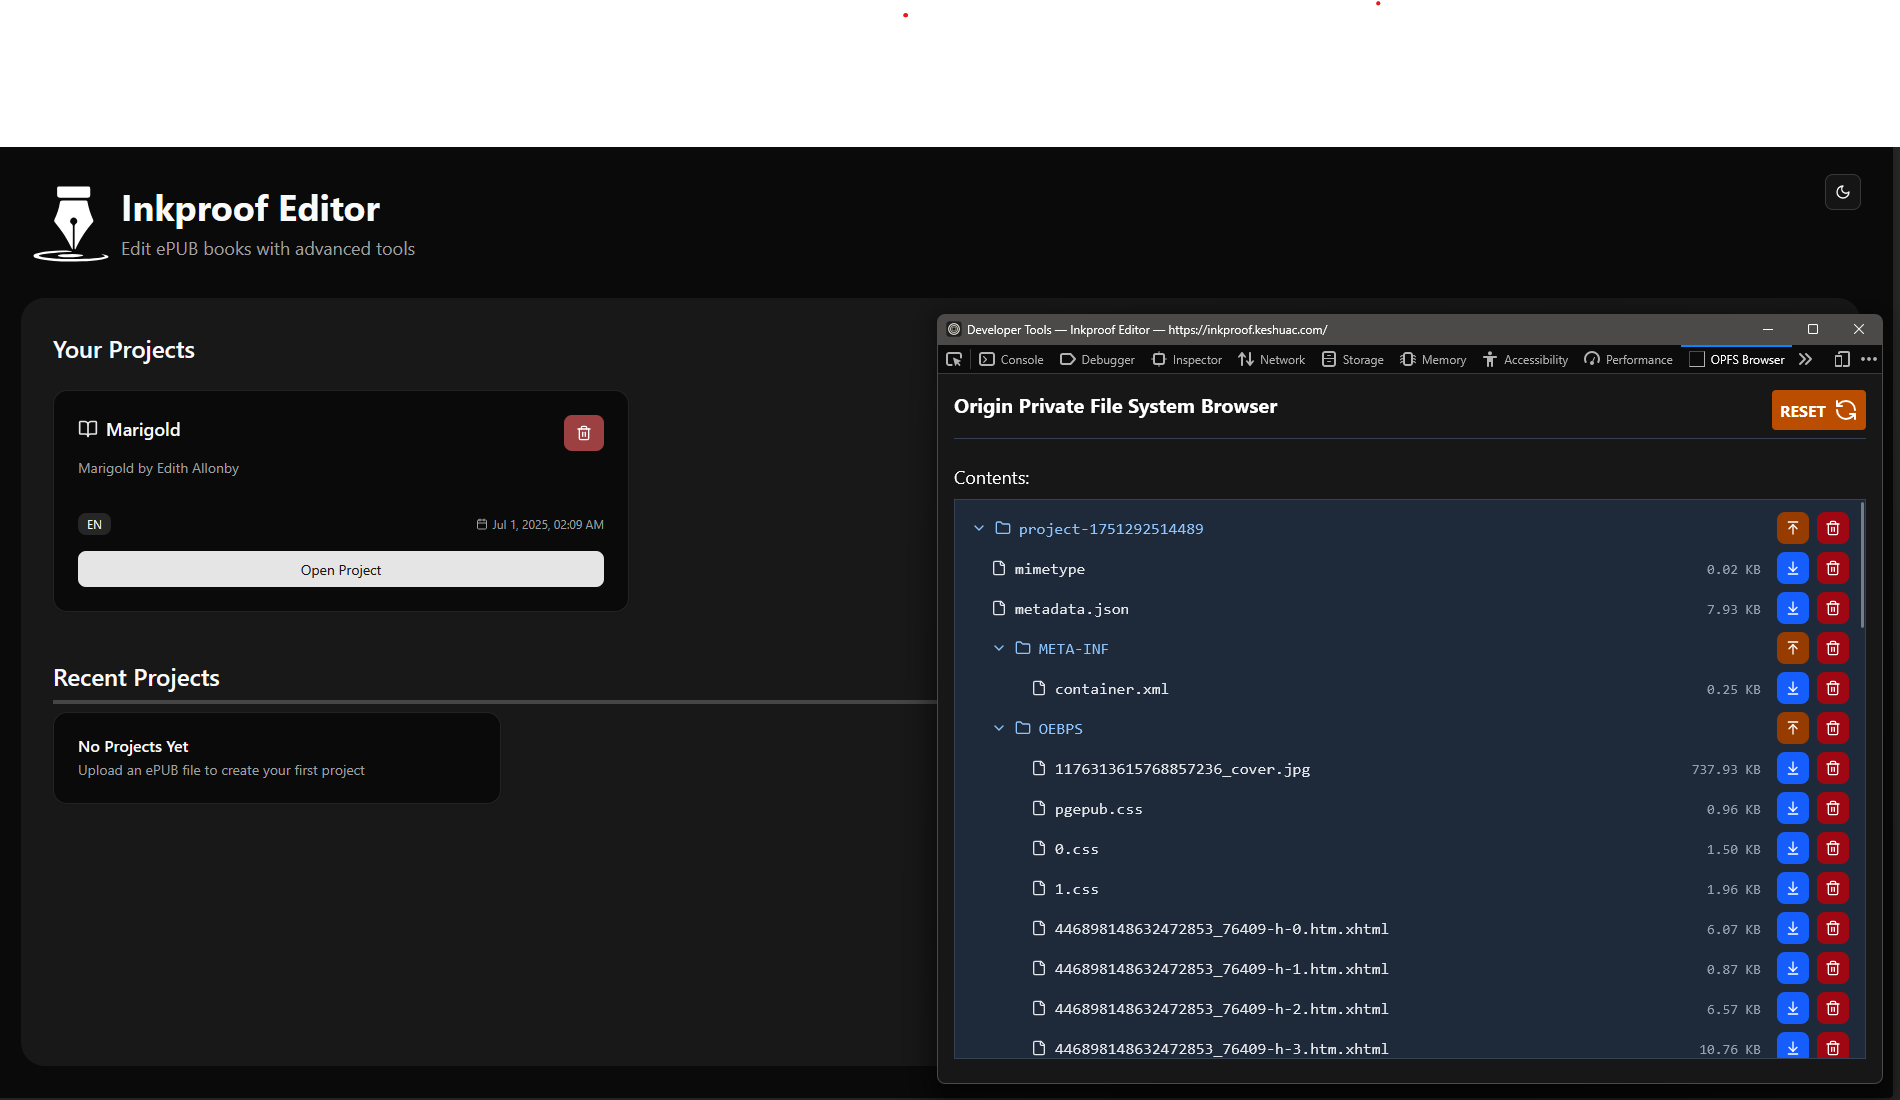 Inkproof Editor
Edit ePUB books with advanced tools
Your Projects
Marigold
Marigold by Edith Allonby
EN
Jul 1, 2025, 02:09 AM
Open Project
Recent Projects
No Projects Yet
Upload an ePUB file to create your first project
Developer Tools — Inkproof Editor — https://inkproof.keshuac.com/
Console Debugger Inspector Network Storage Memory Accessibility Performance OPFS Browser
Origin Private File System Browser
RESET
Contents:
project-1751292514489
mimetype 0.02 KB
metadata.json 7.93 KB
META-INF
container.xml 0.25 KB
OEBPS
1176313615768857236_cover.jpg 737.93 KB
pgepub.css 0.96 KB
0.css 1.50 KB
1.css 1.96 KB
446898148632472853_76409-h-0.htm.xhtml 6.07 KB
446898148632472853_76409-h-1.htm.xhtml 0.87 KB
446898148632472853_76409-h-2.htm.xhtml 6.57 KB
446898148632472853_76409-h-3.htm.xhtml 10.76 KB